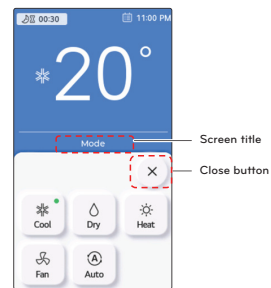 00:30 11:00 PM
20°
Mode
Screen title
Close button
Cool Dry Heat
A
Fan Auto